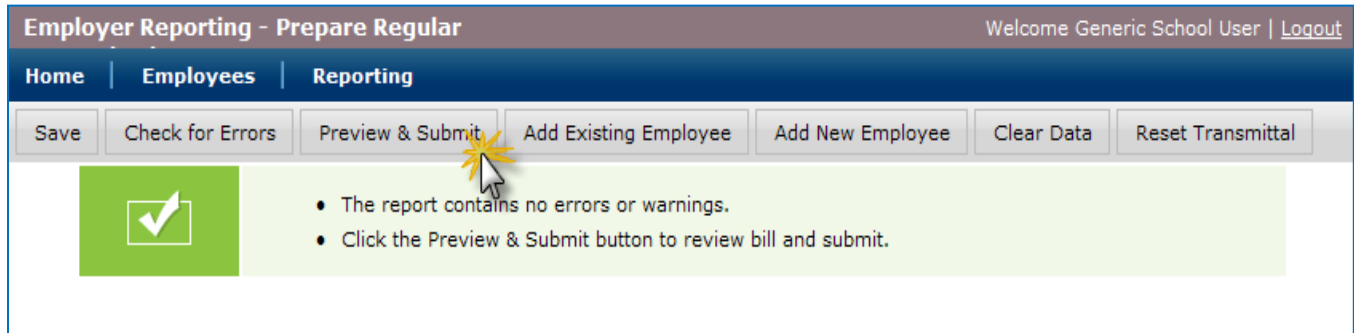 Employer Reporting - Prepare Regular
Welcome Generic School User | Logout
Home | Employees | Reporting
Save Check for Errors Preview & Submit Add Existing Employee Add New Employee Clear Data Reset Transmittal
• The report contains no errors or warnings.
• Click the Preview & Submit button to review bill and submit.